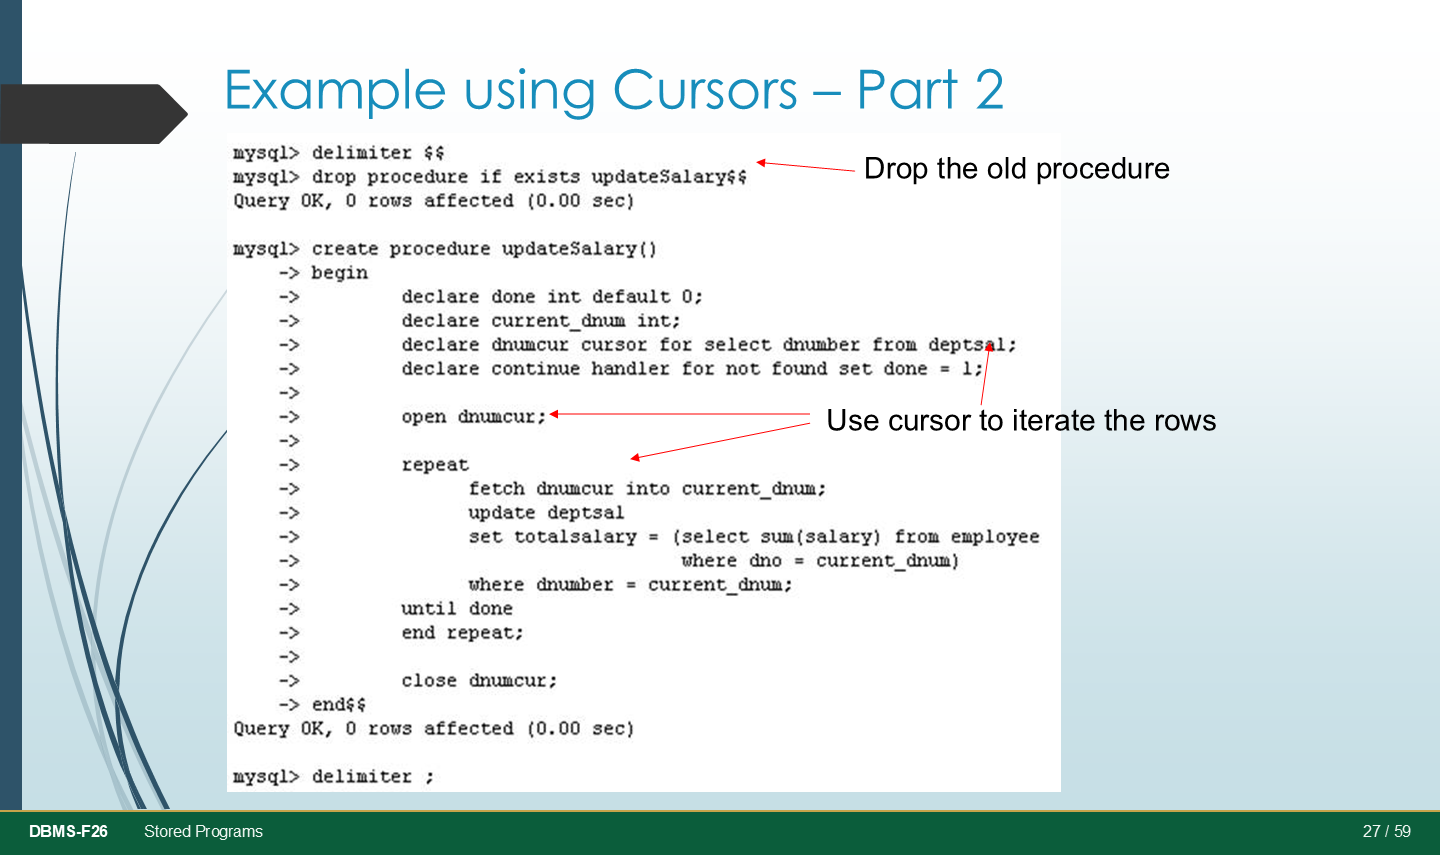 Example using Cursors – Part 2
mysql> delimiter $$
mysql> drop procedure if exists updateSalary$$
Query OK, 0 rows affected (0.00 sec)
Drop the old procedure
mysql> create procedure updateSalary()
-> begin
-> declare done int default 0;
-> declare current_dnum int;
-> declare dnumcur cursor for select dnumber from deptsal;
-> declare continue handler for not found set done = 1;
->
-> open dnumcur;
Use cursor to iterate the rows
->
-> repeat
-> fetch dnumcur into current_dnum;
-> update deptsal
-> set totalsalary = (select sum(salary) from employee
-> where dno = current_dnum)
-> where dnumber = current_dnum;
-> until done
-> end repeat;
->
-> close dnumcur;
-> end$$
Query OK, 0 rows affected (0.00 sec)
mysql> delimiter ;
DBMS-F26 Stored Programs 27 / 59